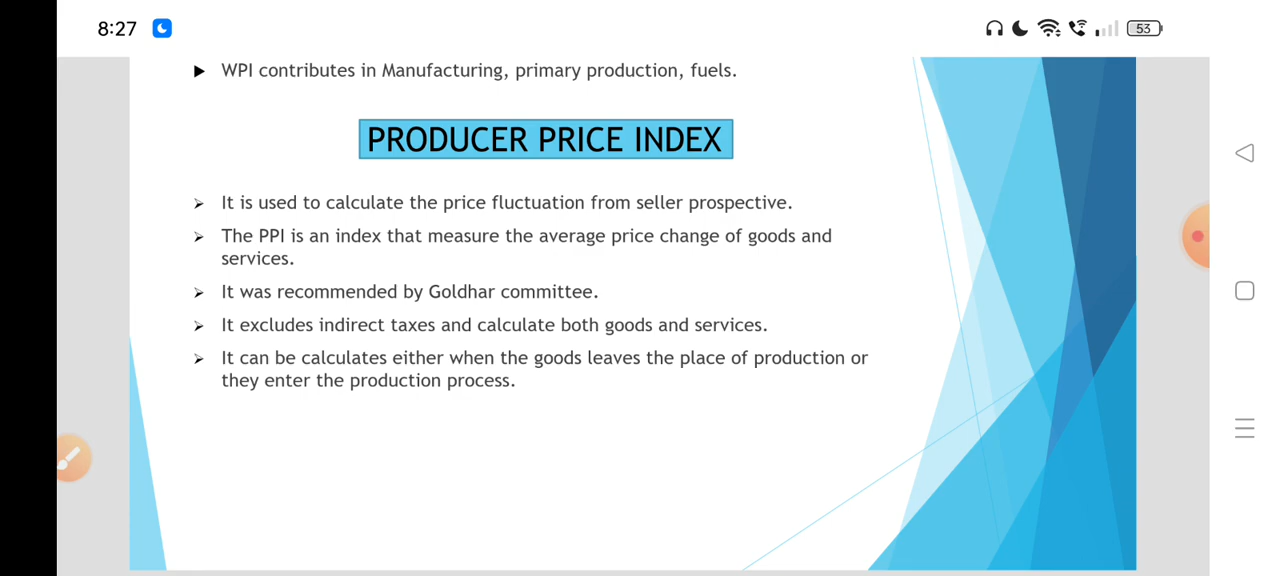 8:27
53
WPI contributes in Manufacturing, primary production, fuels.
PRODUCER PRICE INDEX
It is used to calculate the price fluctuation from seller prospective.
The PPI is an index that measure the average price change of goods and
services.
It was recommended by Goldhar committee.
It excludes indirect taxes and calculate both goods and services.
It can be calculates either when the goods leaves the place of production or
they enter the production process.